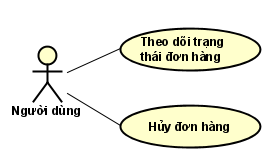 Theo dõi trạng
thái đơn hàng
Người dùng
Hủy đơn hàng